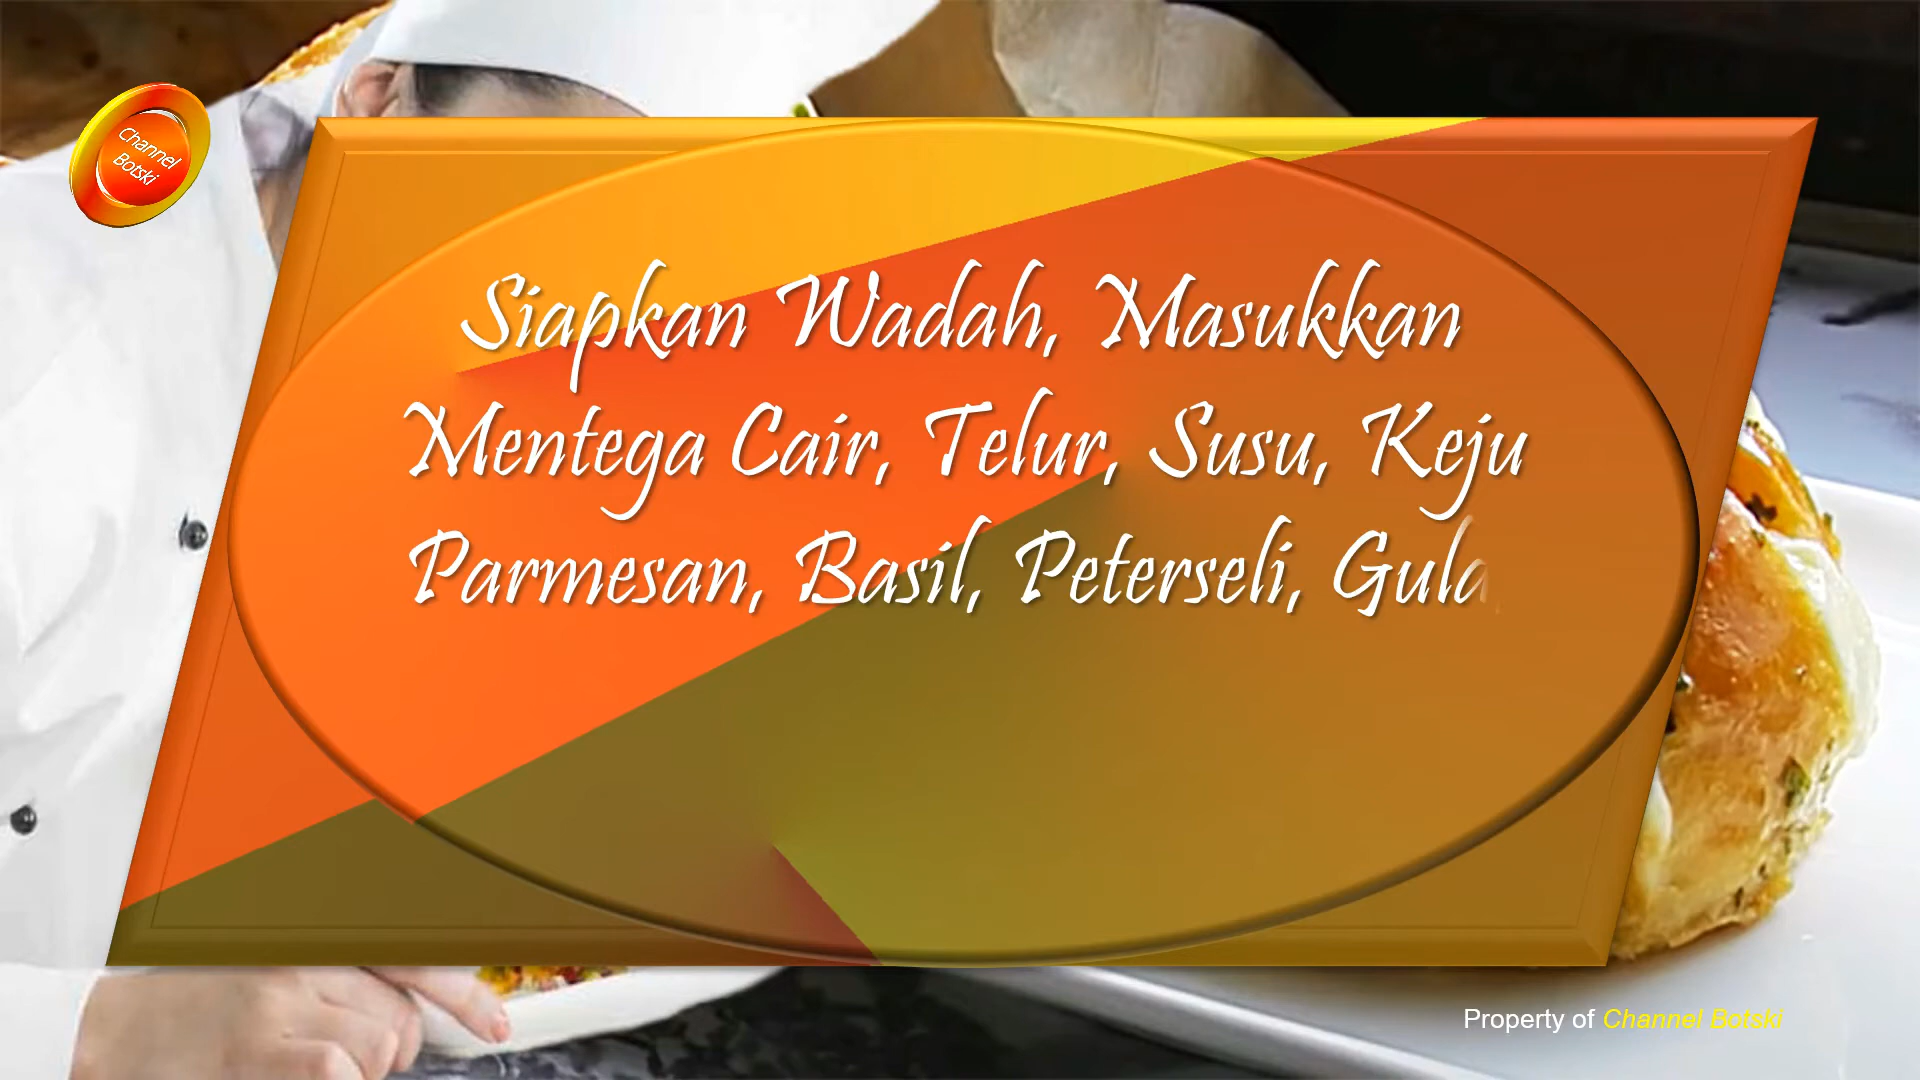 Channel
Botski
Siapkan Wadah, Masukkan
Mentega Cair, Telur, Susu, Keju
Parmesan, Basil, Peterseli, Gula,
Property of Channel Botski